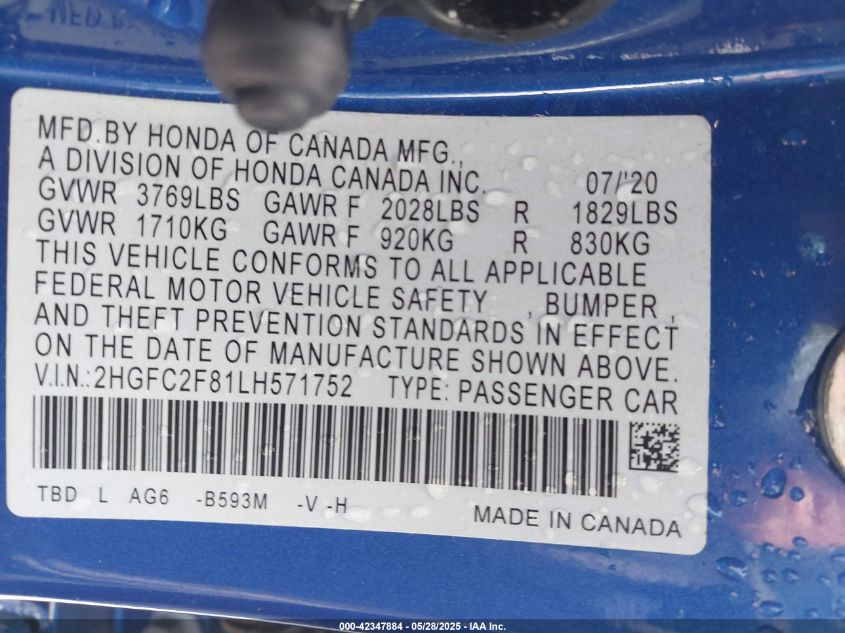 MFD.BY HONDA OF CANADA MFG.,
A DIVISION OF HONDA CANADA INC. 07/'20
GVWR 3769LBS GAWR F 2028LBS R 1829LBS
GVWR 1710KG GAWR F 920KG R 830KG
THIS VEHICLE CONFORMS TO ALL APPLICABLE
FEDERAL MOTOR VEHICLE SAFETY , BUMPER ,
AND THEFT PREVENTION STANDARDS IN EFFECT
ON THE DATE OF MANUFACTURE SHOWN ABOVE.
V.I.N.:2HGFC2F81LH571752 TYPE: PASSENGER CAR
TBD L AG6 -B593M -V -H
MADE IN CANADA
000-42347884 - 05/28/2025 - IAA Inc.